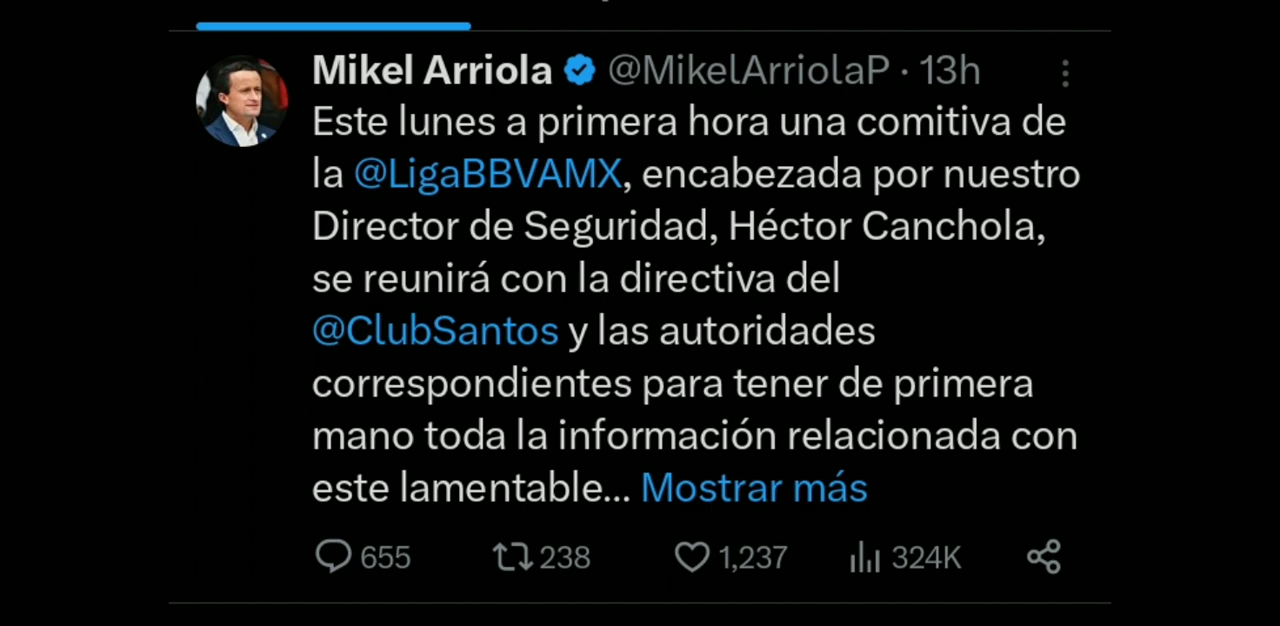 Mikel Arriola @MikelArriolaP · 13h
Este lunes a primera hora una comitiva de
la @LigaBBVAMX, encabezada por nuestro
Director de Seguridad, Héctor Canchola,
se reunirá con la directiva del
@ClubSantos y las autoridades
correspondientes para tener de primera
mano toda la información relacionada con
este lamentable... Mostrar más
655 238 1,237 324K